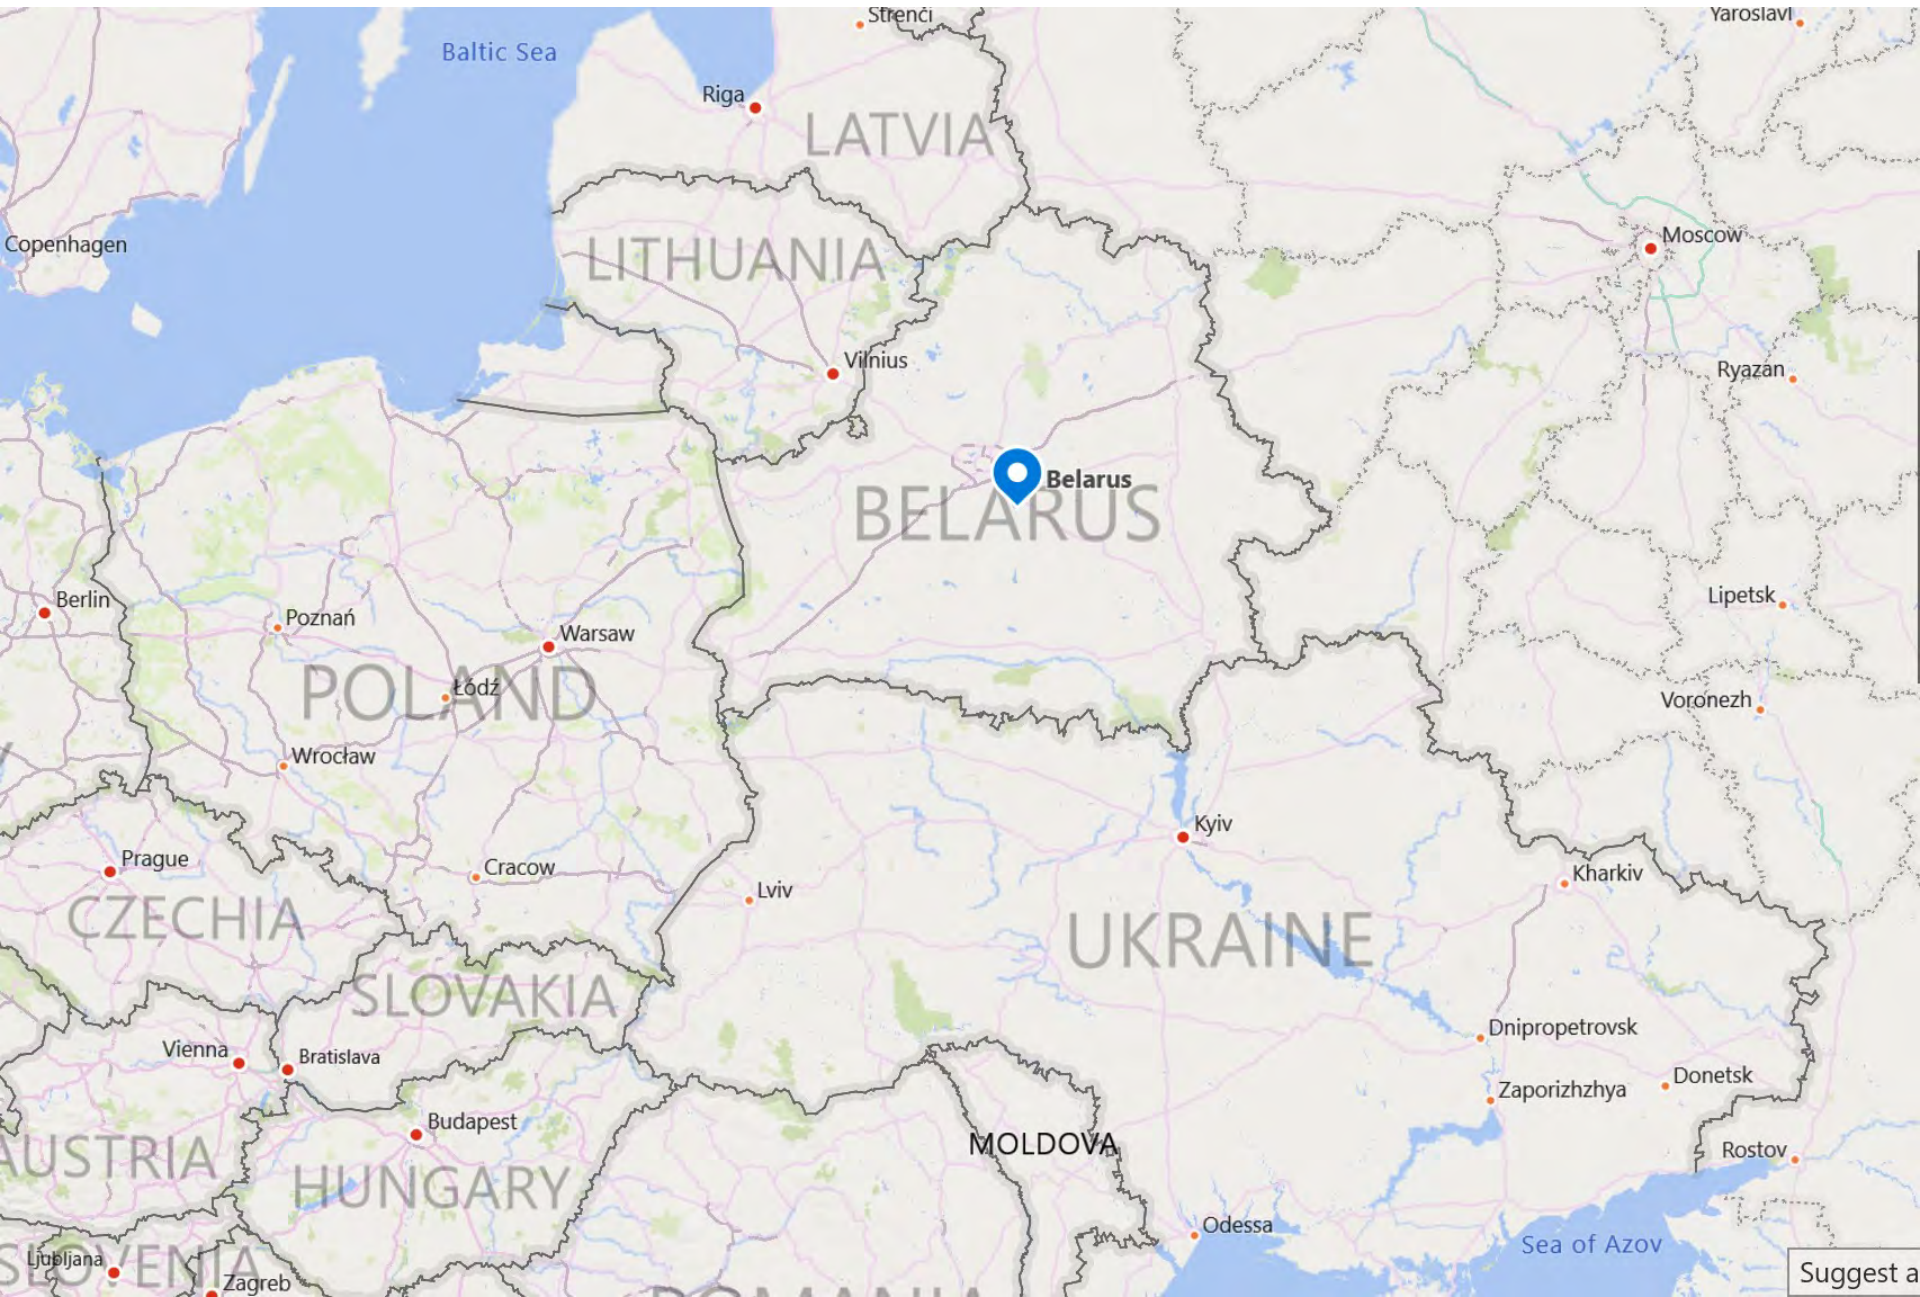 Strenči
Yaroslavl
Baltic Sea
Riga
LATVIA
Copenhagen
LITHUANIA
Moscow
Vilnius
Ryazan
Belarus
BELARUS
Berlin
Poznań
Warsaw
Lipetsk
POLAND
Łódź
Voronezh
Wrocław
Kyiv
Prague
Cracow
Kharkiv
Lviv
CZECHIA
UKRAINE
SLOVAKIA
Dnipropetrovsk
Vienna
Bratislava
Donetsk
Zaporizhzhya
Budapest
MOLDOVA
AUSTRIA
Rostov
HUNGARY
Odessa
Sea of Azov
Ljubljana
SLOVENIA
Zagreb
Suggest a
ROMANIA